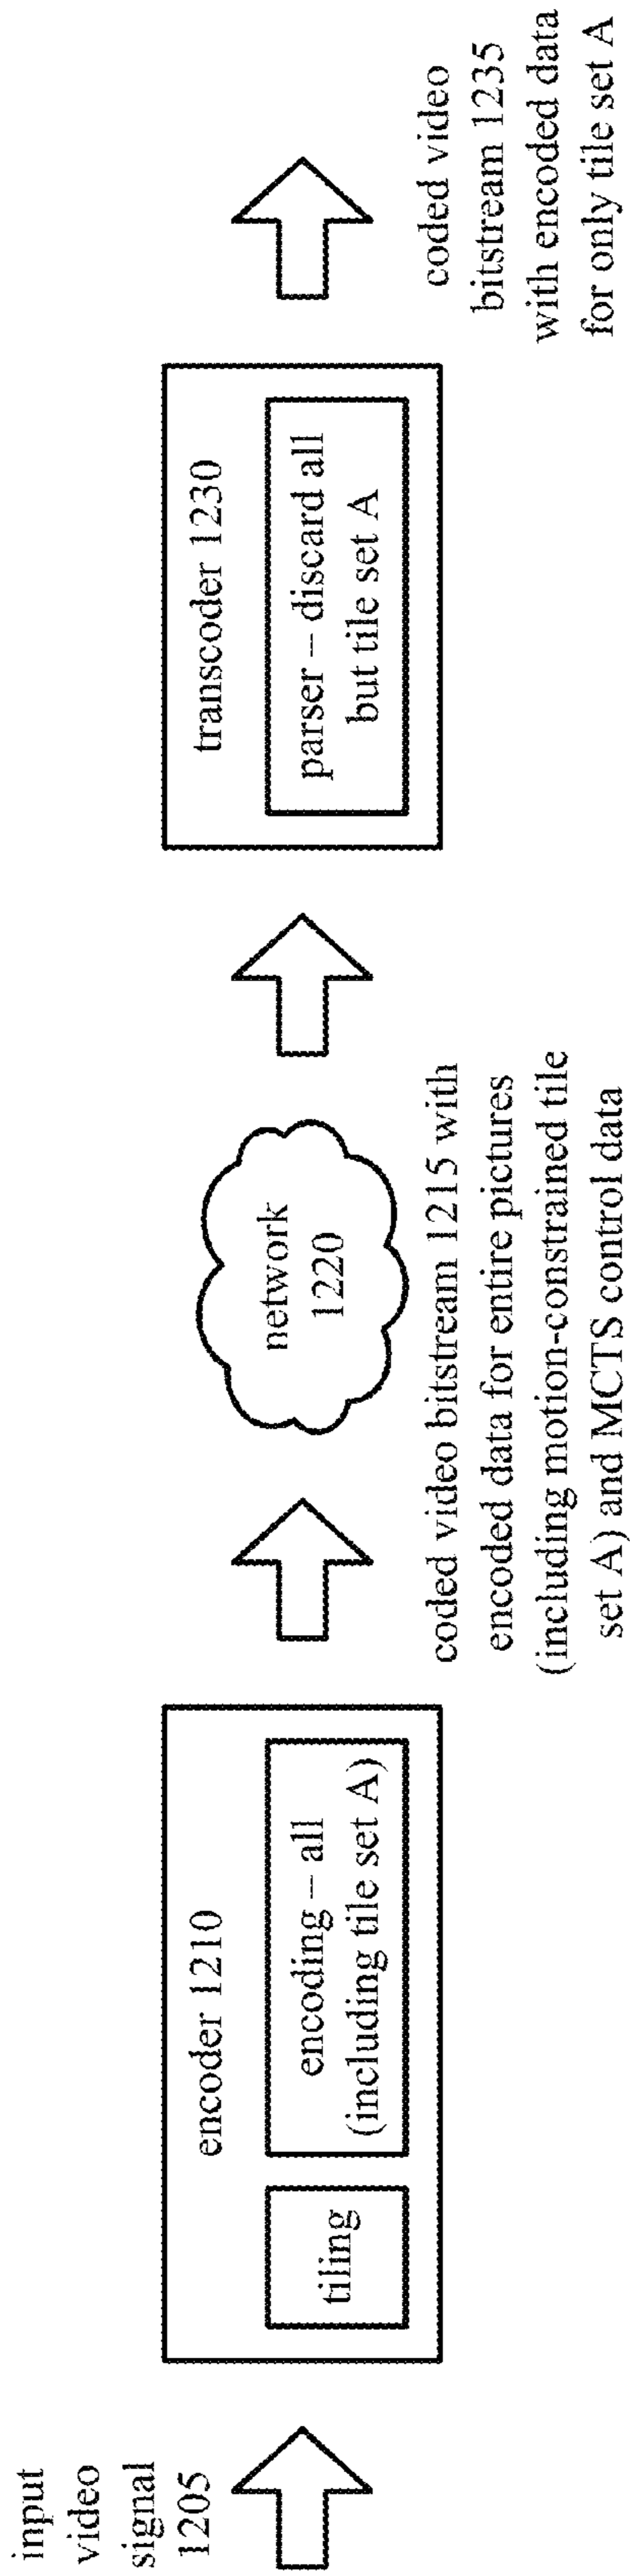 input
video
signal
1205
encoder 1210
tiling
encoding – all
(including tile set A)
coded video bitstream 1215 with
encoded data for entire pictures
(including motion-constrained tile
set A) and MCTS control data
network
1220
transcoder 1230
parser – discard all
but tile set A
coded video
bitstream 1235
with encoded data
for only tile set A